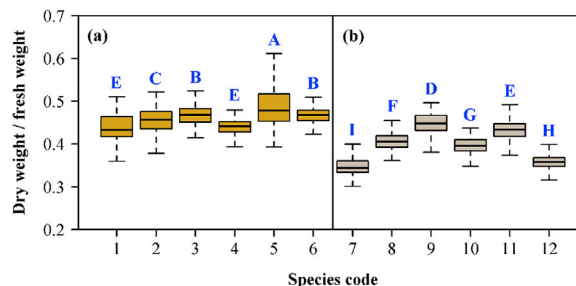 0.7
(a)
(b)
A
E
C
B
E
B
I
F
D
G
E
H
0.6
0.5
0.4
0.3
0.2
Dry weight / fresh weight
1 2 3 4 5 6 7 8 9 10 11 12
Species code